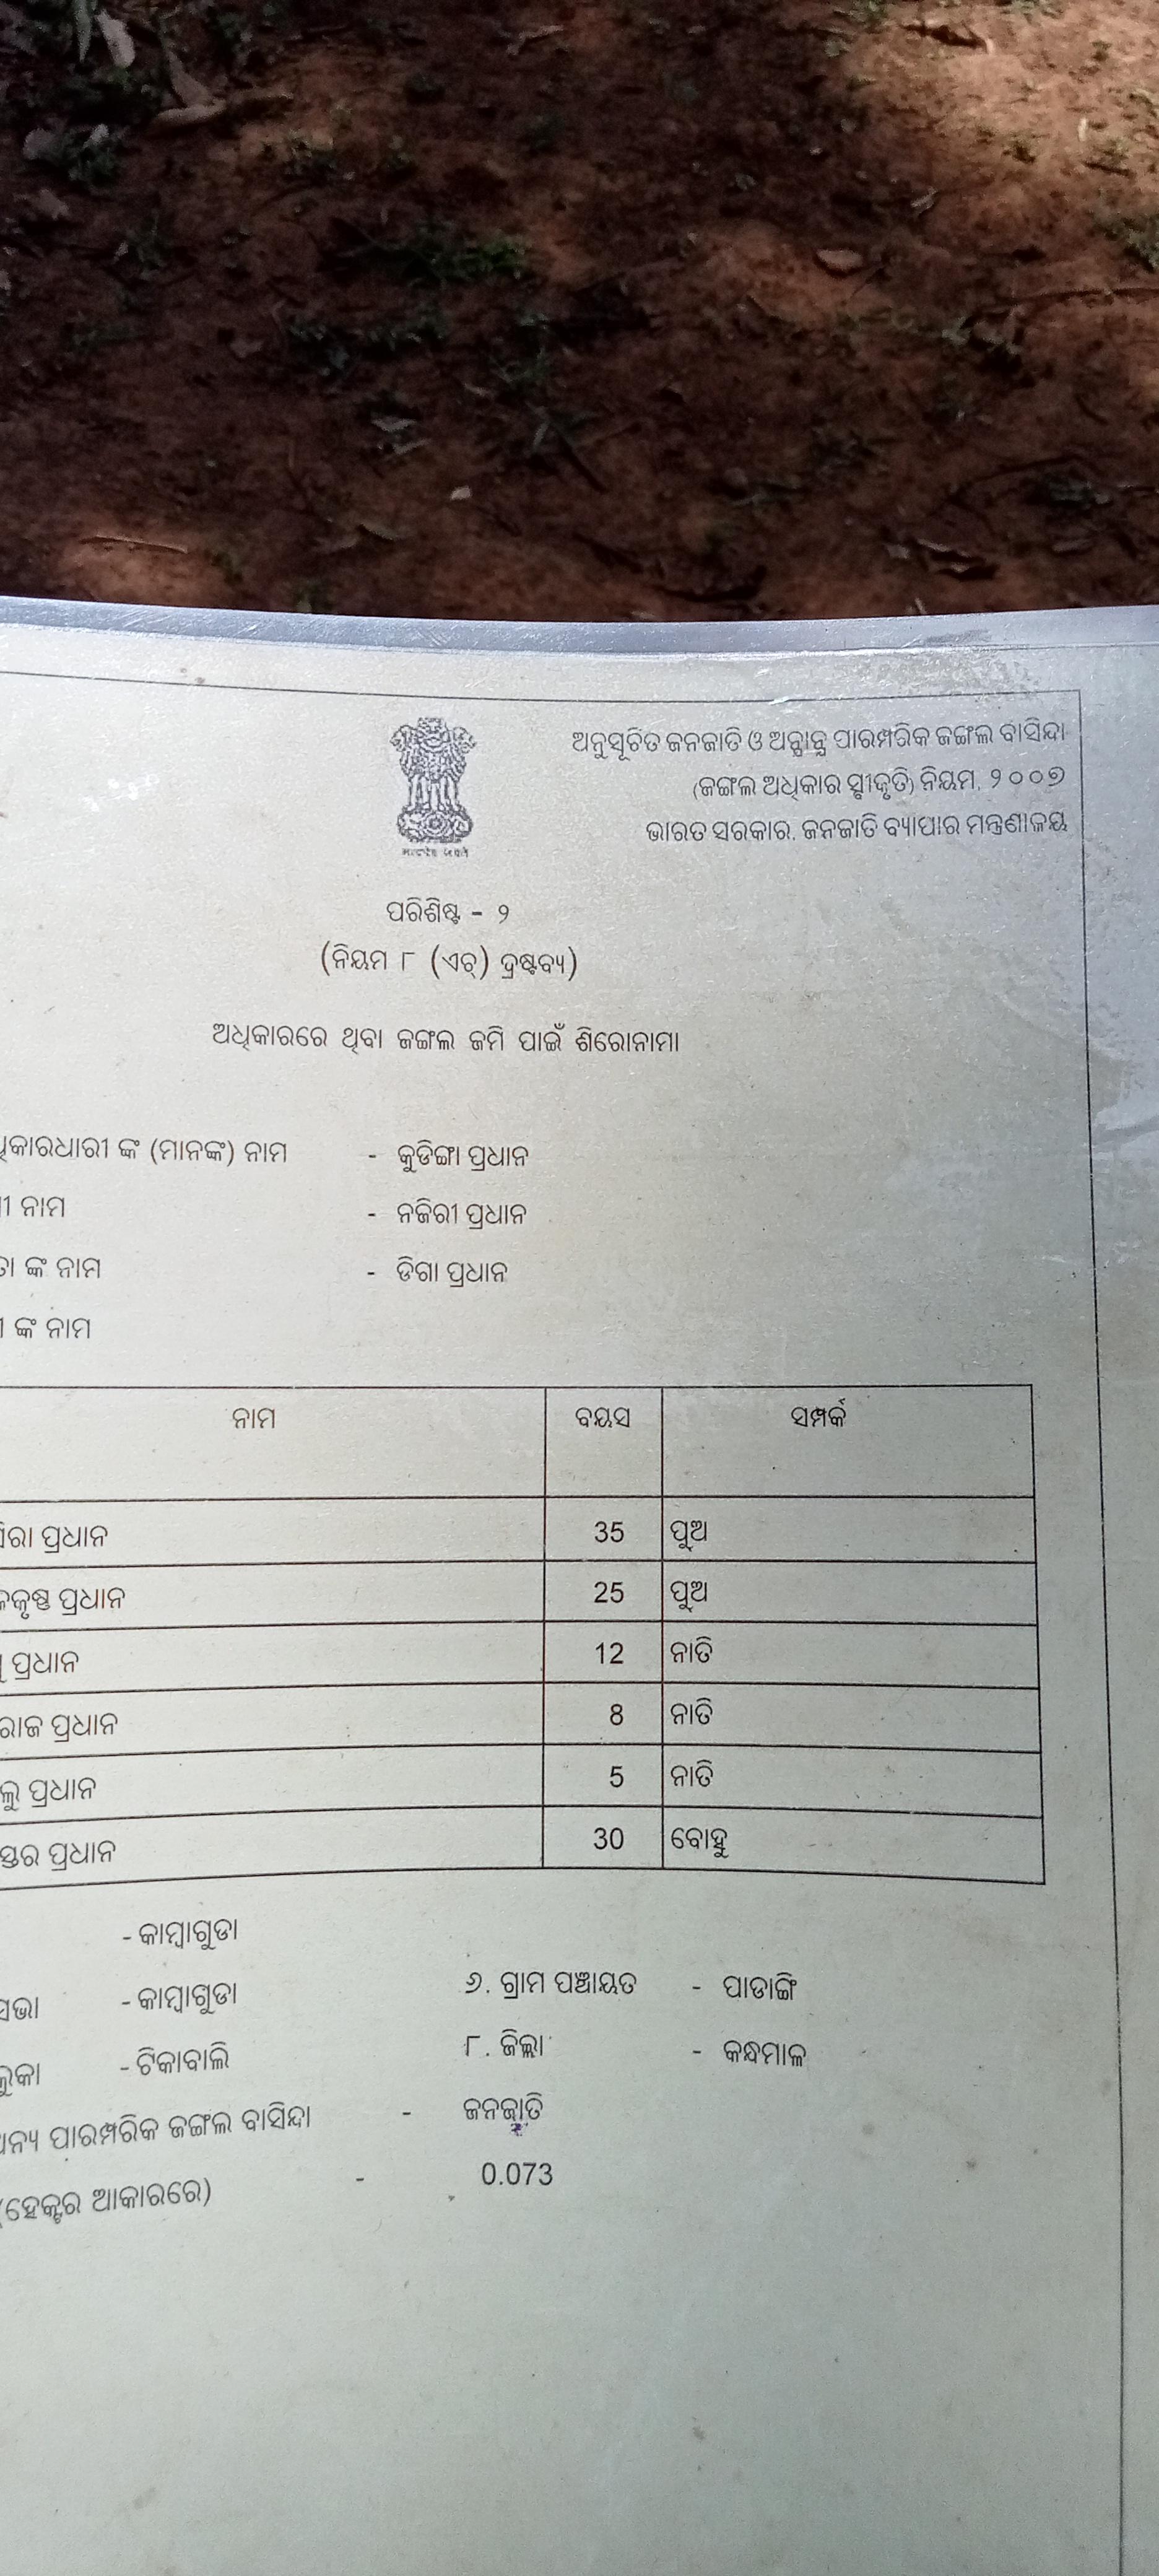 ଅନୁସୂଚିତ ଜନଜାତି ଓ ଅନ୍ୟାନ୍ୟ ପାରମ୍ପରିକ ଜଙ୍ଗଲ ବାସିନ୍ଦା
(ଜଙ୍ଗଲ ଅଧିକାର ସ୍ୱୀକୃତି) ନିୟମ, ୨୦୦୭
ଭାରତ ସରକାର, ଜନଜାତି ବ୍ୟାପାର ମନ୍ତ୍ରଣାଳୟ
सत्यमेव जयते
ପରିଶିଷ୍ଟ - ୨
(ନିୟମ ୮ (ଏଚ୍) ଦ୍ରଷ୍ଟବ୍ୟ)
ଅଧିକାରରେ ଥିବା ଜଙ୍ଗଲ ଜମି ପାଇଁ ଶିରୋନାମା
ଙ୍କ (ମାନଙ୍କ) ନାମ - କୁଡିଙ୍ଗା ପ୍ରଧାନ
ନାମ - ନଜିରୀ ପ୍ରଧାନ
ଙ୍କ ନାମ - ଡିଗା ପ୍ରଧାନ
ଙ୍କ ନାମ
ନାମ ବୟସ ସମ୍ପର୍କ
ପ୍ରଧାନ 35 ପୁଅ
ପ୍ରଧାନ 25 ପୁଅ
ପ୍ରଧାନ 12 ନାତି
ପ୍ରଧାନ 8 ନାତି
ପ୍ରଧାନ 5 ନାତି
ପ୍ରଧାନ 30 ବୋହୁ
- କାମ୍ବାଗୁଡା
- କାମ୍ବାଗୁଡା ୬. ଗ୍ରାମ ପଞ୍ଚାୟତ - ପାଡାଙ୍ଗି
- ଟିକାବାଲି ୮. ଜିଲ୍ଲା - କନ୍ଧମାଳ
ପାରମ୍ପରିକ ଜଙ୍ଗଲ ବାସିନ୍ଦା - ଜନଜାତି
(ହେକ୍ଟର ଆକାରରେ) - 0.073